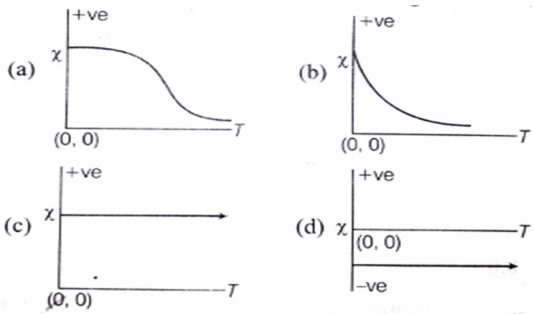 (a) +ve χ (0, 0) T
(b) +ve χ (0, 0) T
(c) +ve χ (0, 0) T
(d) +ve χ (0, 0) T –ve